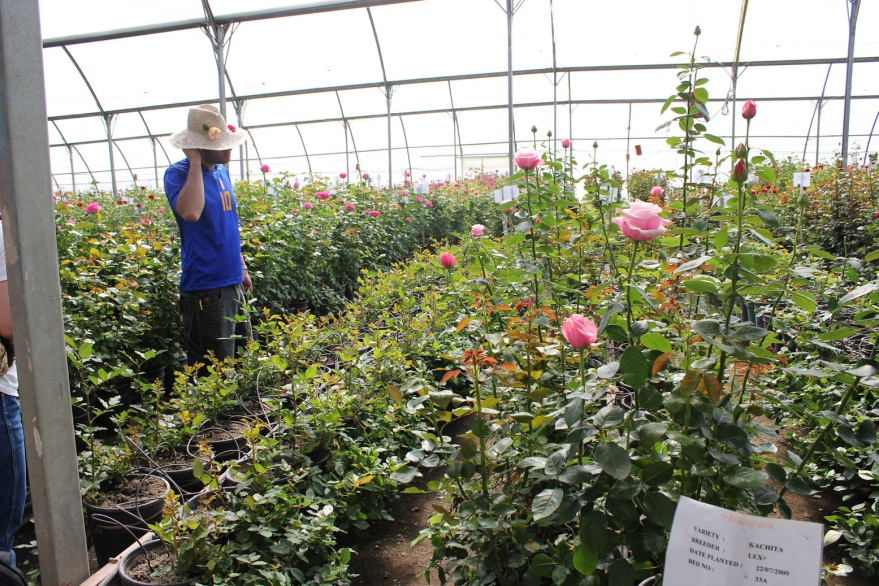 VARIETY : KACHITA
BREEDER : LEX+
DATE PLANTED : 22/07/2009
BED NO : 33A